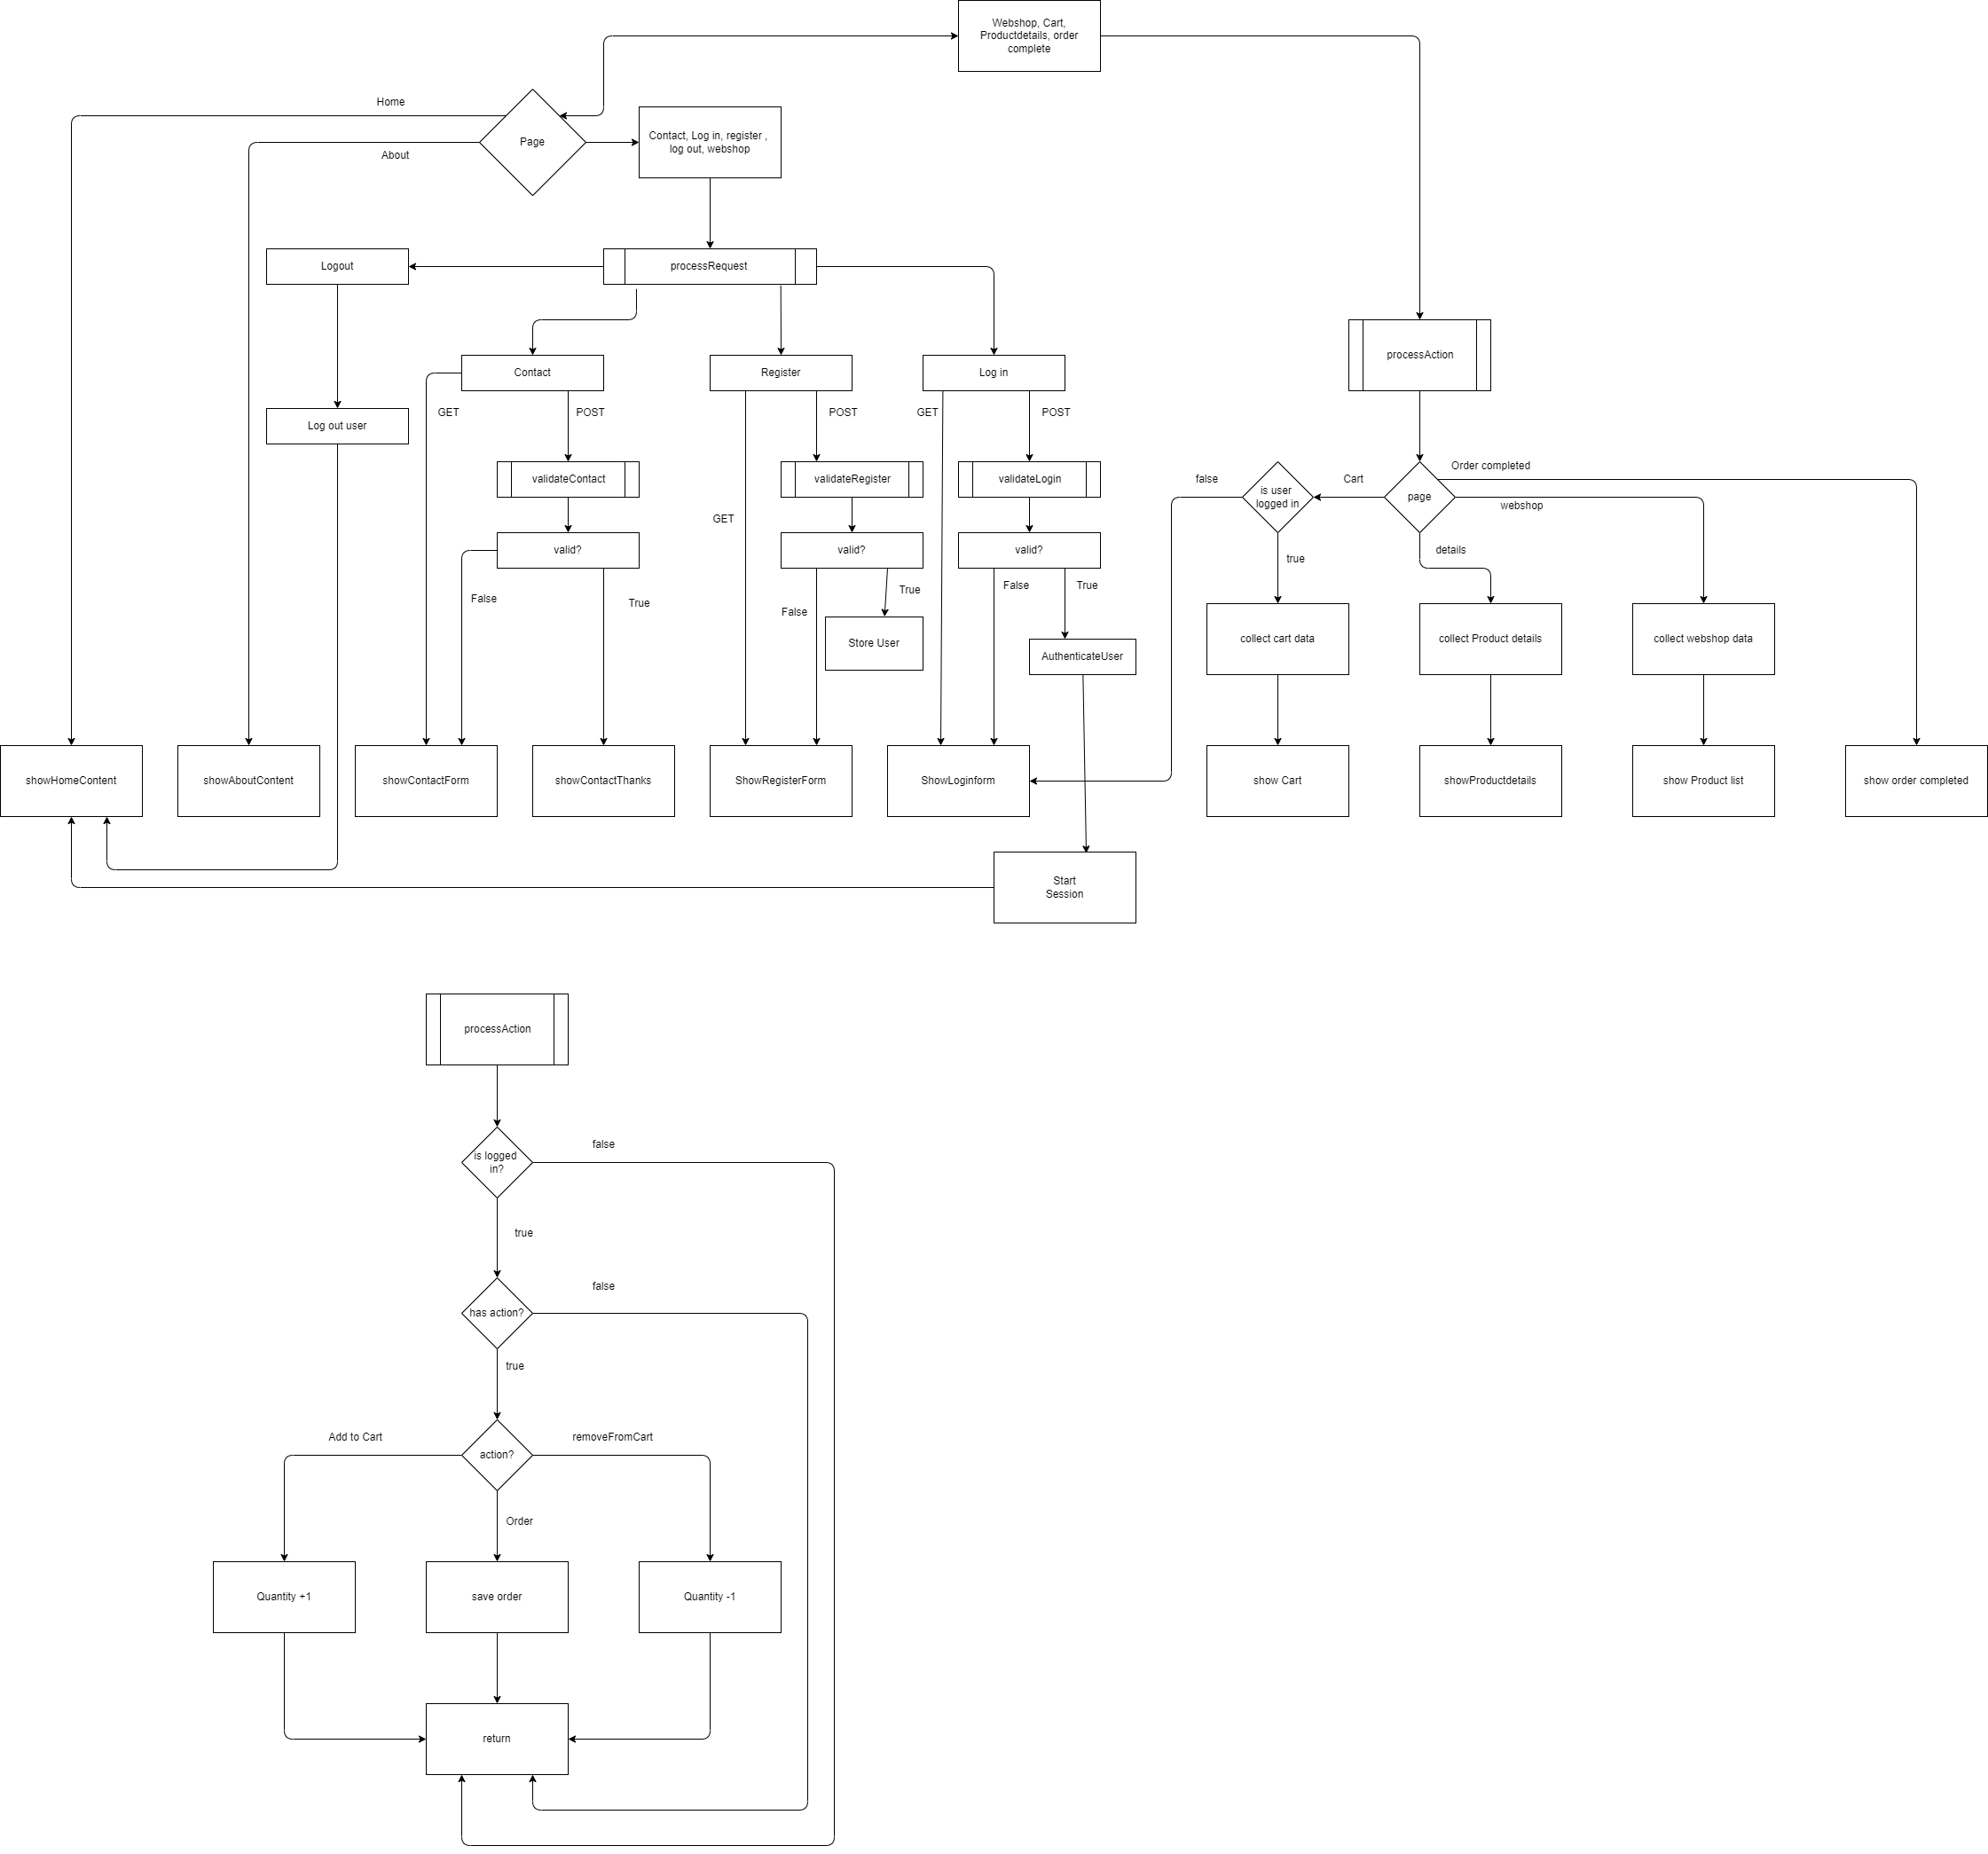 Webshop, Cart,
Productdetails, order
complete
Home
Page
Contact, Log in, register ,
log out, webshop
About
Logout
processRequest
processAction
Contact
Register
Log in
GET
POST
POST
GET
POST
Log out user
Order completed
validateContact
validateRegister
validateLogin
false
is user
logged in
Cart
page
webshop
GET
valid?
valid?
valid?
details
true
False
True
False
True
False
True
Store User
AuthenticateUser
collect cart data
collect Product details
collect webshop data
showHomeContent
showAboutContent
showContactForm
showContactThanks
ShowRegisterForm
ShowLoginform
show Cart
showProductdetails
show Product list
show order completed
Start
Session
processAction
false
is logged
in?
true
false
has action?
true
Add to Cart
removeFromCart
action?
Order
Quantity +1
save order
Quantity -1
return